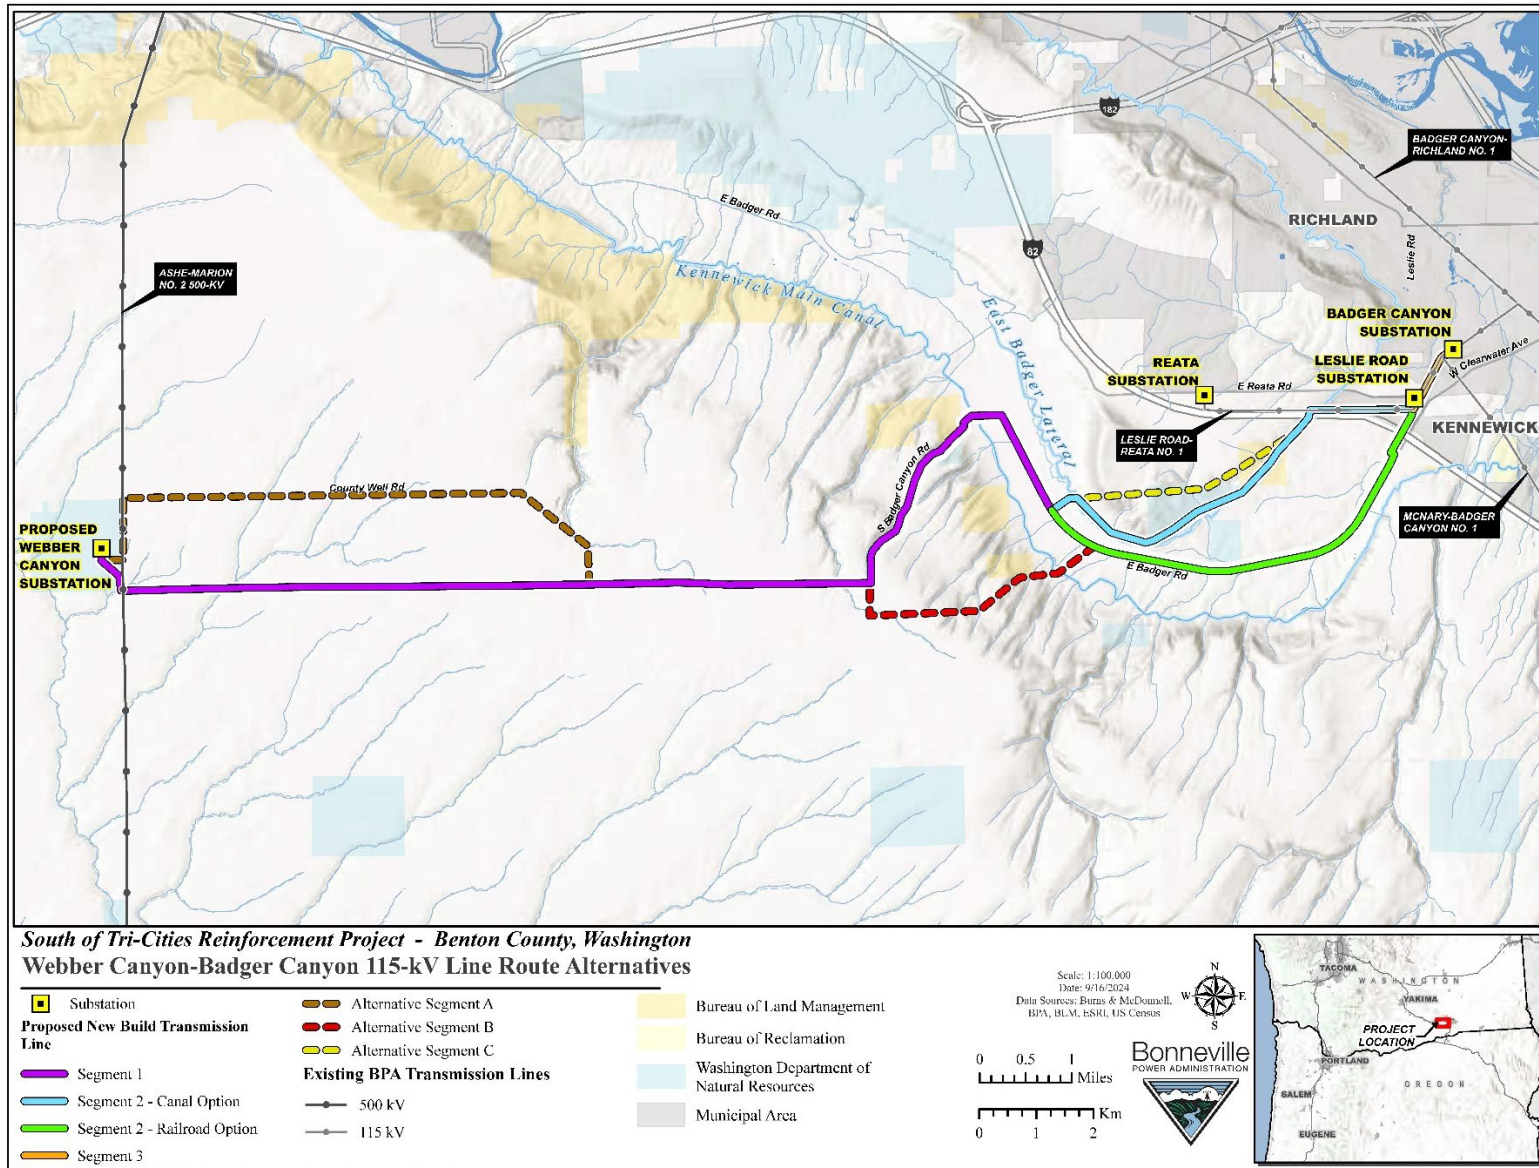 182
BADGER CANYON-
RICHLAND NO. 1
RICHLAND
E Badger Rd
Leslie Rd
82
ASHE-MARION
NO. 2 500-KV
Kennewick Main Canal
East Badger Lateral
BADGER CANYON
SUBSTATION
REATA
SUBSTATION
LESLIE ROAD
SUBSTATION
W Clearwater Ave
E Reata Rd
KENNEWICK
LESLIE ROAD-
REATA NO. 1
County Well Rd
S Badger Canyon Rd
MCNARY-BADGER
CANYON NO. 1
PROPOSED
WEBBER
CANYON
SUBSTATION
E Badger Rd
South of Tri-Cities Reinforcement Project - Benton County, Washington
Webber Canyon-Badger Canyon 115-kV Line Route Alternatives
Substation
Proposed New Build Transmission
Line
Segment 1
Segment 2 - Canal Option
Segment 2 - Railroad Option
Segment 3
Alternative Segment A
Alternative Segment B
Alternative Segment C
Existing BPA Transmission Lines
500 kV
115 kV
Bureau of Land Management
Bureau of Reclamation
Washington Department of
Natural Resources
Municipal Area
Scale: 1:100,000
Date: 9/16/2024
Data Sources: Burns & McDonnell,
BPA, BLM, ESRI, US Census
N
W E
S
0 0.5 1
Miles
Km
0 1 2
Bonneville
POWER ADMINISTRATION
TACOMA
WASHINGTON
YAKIMA
PROJECT
LOCATION
PORTLAND
SALEM
OREGON
EUGENE